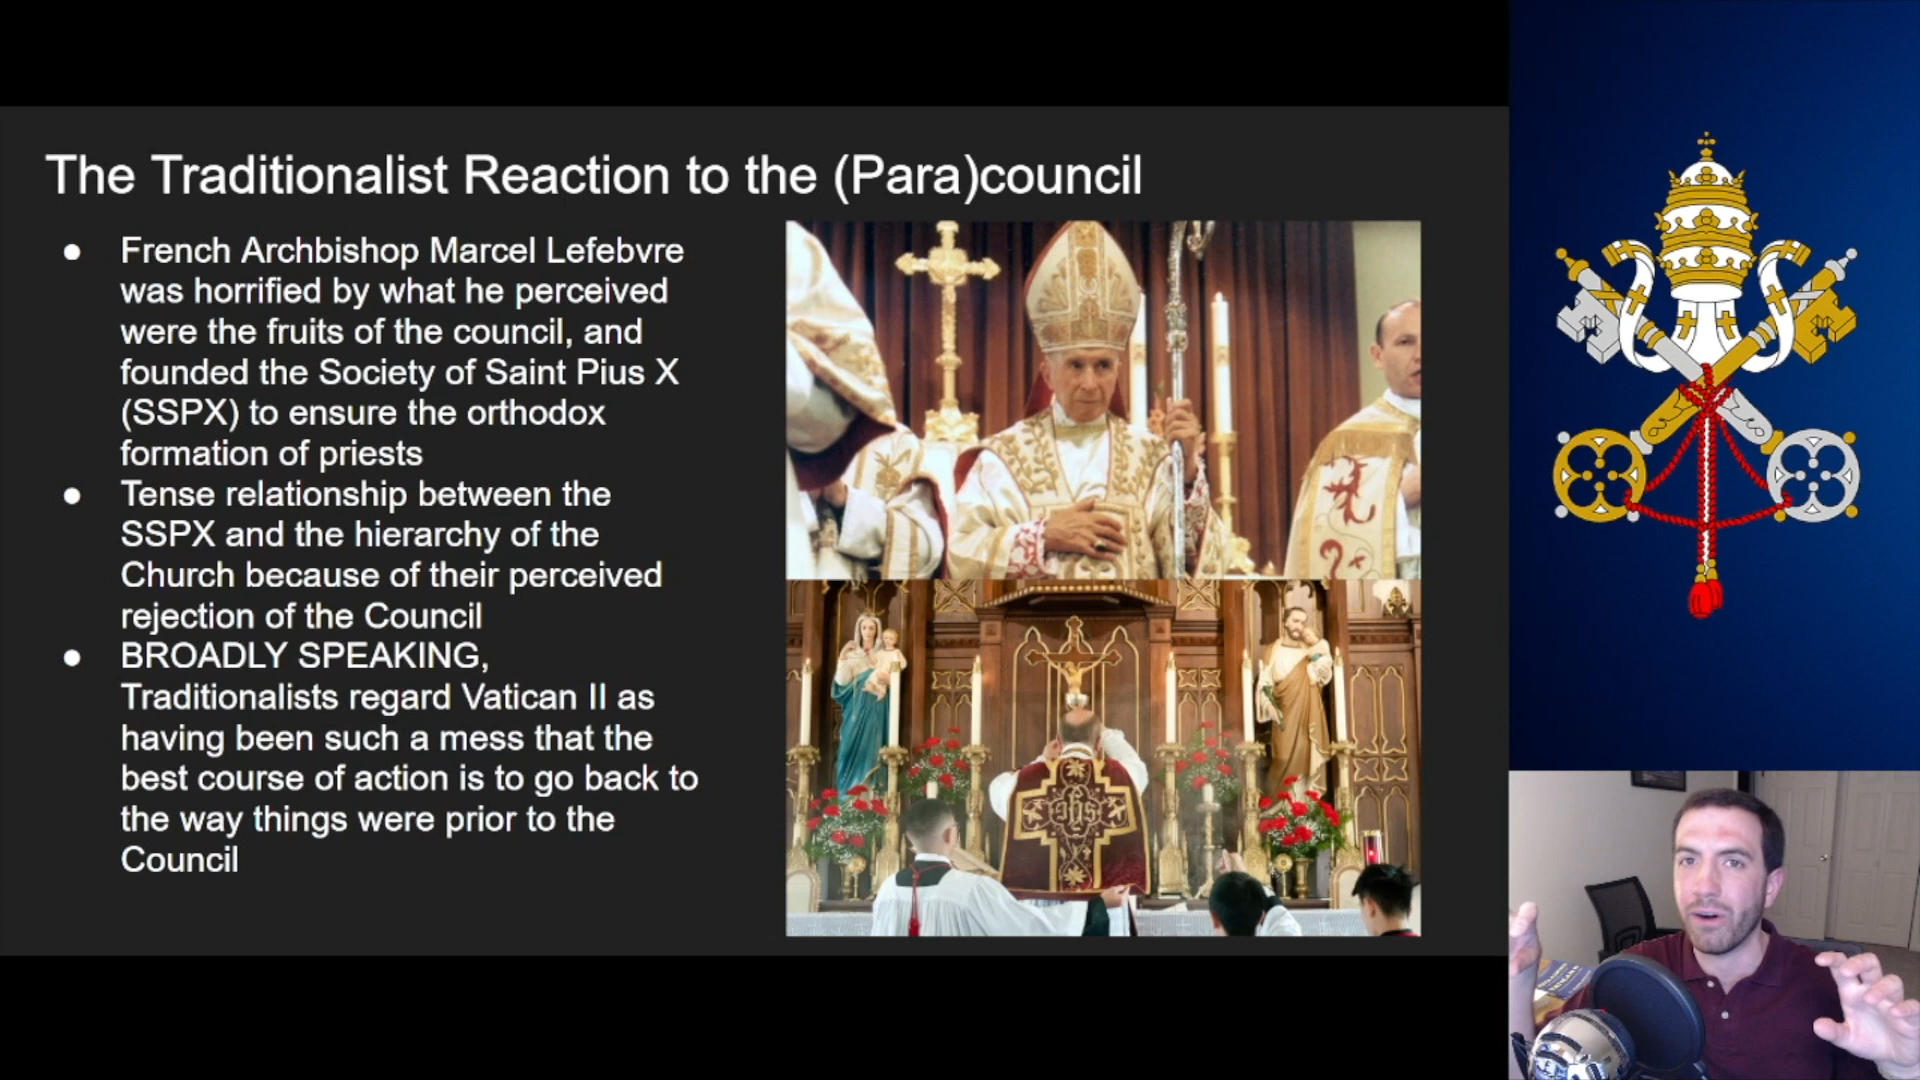 The Traditionalist Reaction to the (Para)council
● French Archbishop Marcel Lefebvre
was horrified by what he perceived
were the fruits of the council, and
founded the Society of Saint Pius X
(SSPX) to ensure the orthodox
formation of priests
● Tense relationship between the
SSPX and the hierarchy of the
Church because of their perceived
rejection of the Council
● BROADLY SPEAKING,
Traditionalists regard Vatican II as
having been such a mess that the
best course of action is to go back to
the way things were prior to the
Council